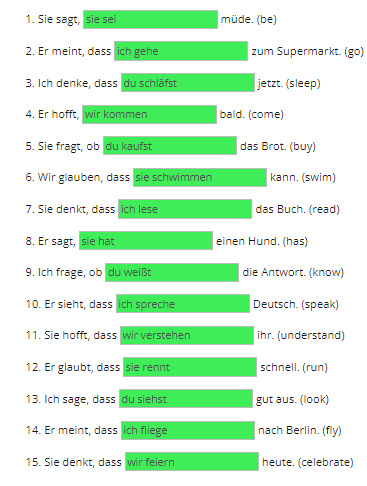 1. Sie sagt, sie sei müde. (be)
2. Er meint, dass ich gehe zum Supermarkt. (go)
3. Ich denke, dass du schläfst jetzt. (sleep)
4. Er hofft, wir kommen bald. (come)
5. Sie fragt, ob du kaufst das Brot. (buy)
6. Wir glauben, dass sie schwimmen kann. (swim)
7. Sie denkt, dass ich lese das Buch. (read)
8. Er sagt, sie hat einen Hund. (has)
9. Ich frage, ob du weißt die Antwort. (know)
10. Er sieht, dass ich spreche Deutsch. (speak)
11. Sie hofft, dass wir verstehen ihr. (understand)
12. Er glaubt, dass sie rennt schnell. (run)
13. Ich sage, dass du siehst gut aus. (look)
14. Er meint, dass ich fliege nach Berlin. (fly)
15. Sie denkt, dass wir feiern heute. (celebrate)